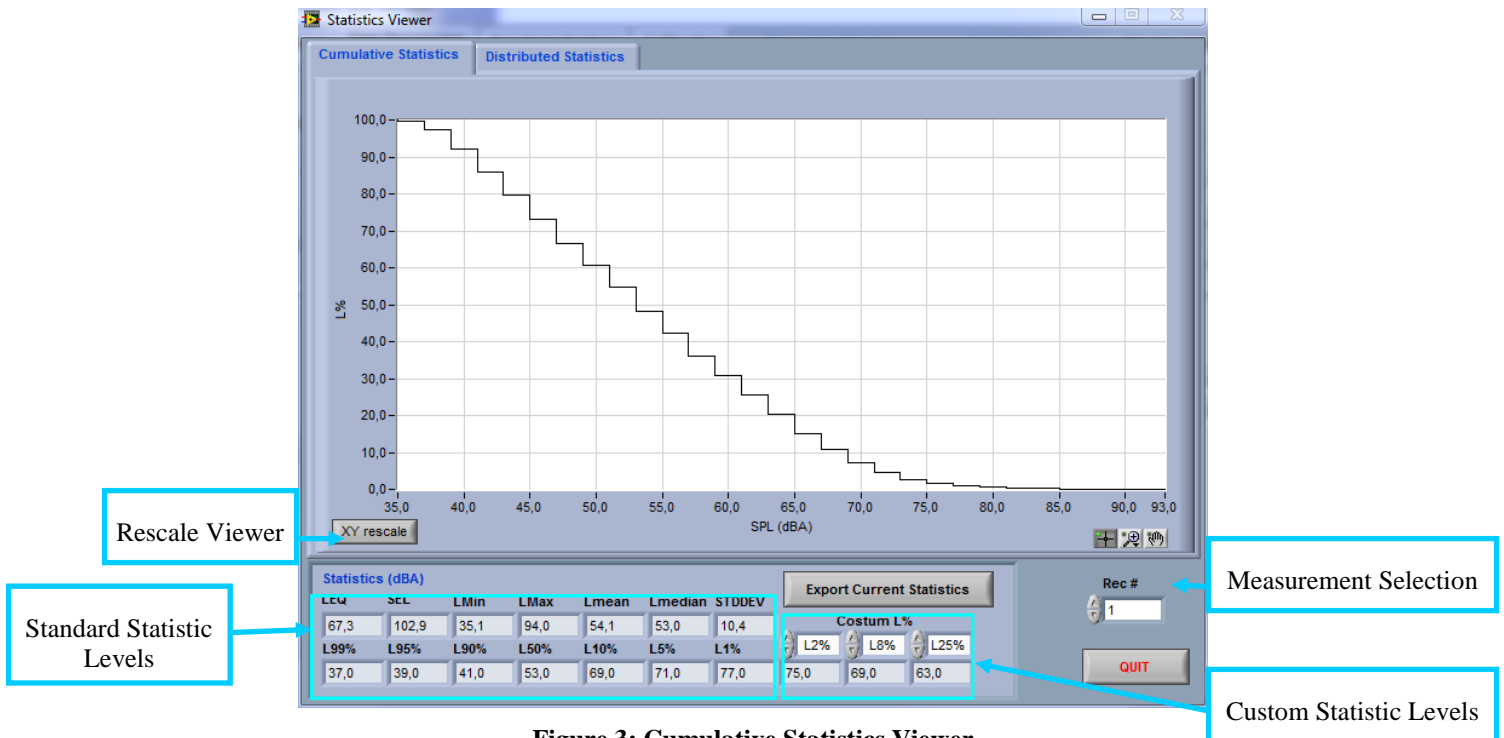 Statistics Viewer
Cumulative Statistics Distributed Statistics
100,0
90,0
80,0
70,0
60,0
50,0
40,0
30,0
20,0
10,0
0,0
L%
35,0 40,0 45,0 50,0 55,0 60,0 65,0 70,0 75,0 80,0 85,0 90,0 93,0
SPL (dBA)
XY rescale
Rescale Viewer
Statistics (dBA)
LEQ SEL LMin LMax Lmean Lmedian STDDEV
67,3 102,9 35,1 94,0 54,1 53,0 10,4
L99% L95% L90% L50% L10% L5% L1%
37,0 39,0 41,0 53,0 69,0 71,0 77,0
Export Current Statistics
Costum L%
L2% L8% L25%
75,0 69,0 63,0
Rec #
1
QUIT
Measurement Selection
Standard Statistic
Levels
Custom Statistic Levels
Figure 3: Cumulative Statistics Viewer